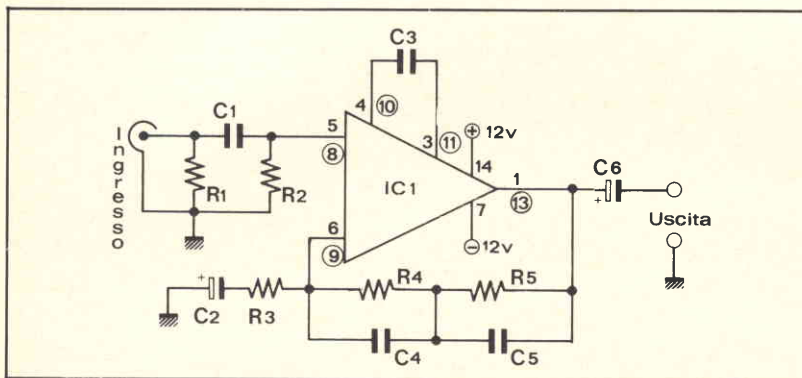 C3
4
10
3
11
+ 12v
14
Ingresso
C1
5
8
R1
R2
IC1
1
13
7
- 12v
C6
+
Uscita
6
9
+
C2
R3
R4
R5
C4
C5